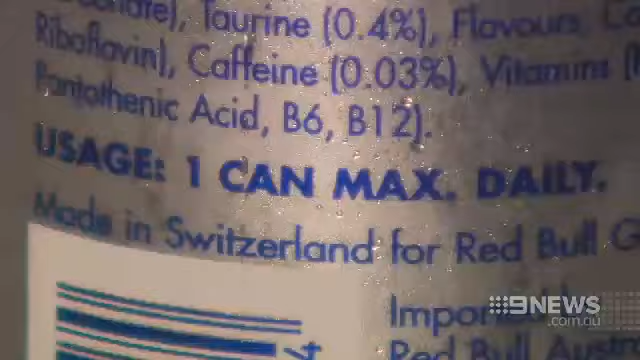 Taurine (0.4%), Flavours,
Riboflavin), Caffeine (0.03%), Vitamins
Pantothenic Acid, B6, B12).
USAGE: 1 CAN MAX. DAILY.
Made in Switzerland for Red Bull G
Red Bull
9NEWS
.com.au